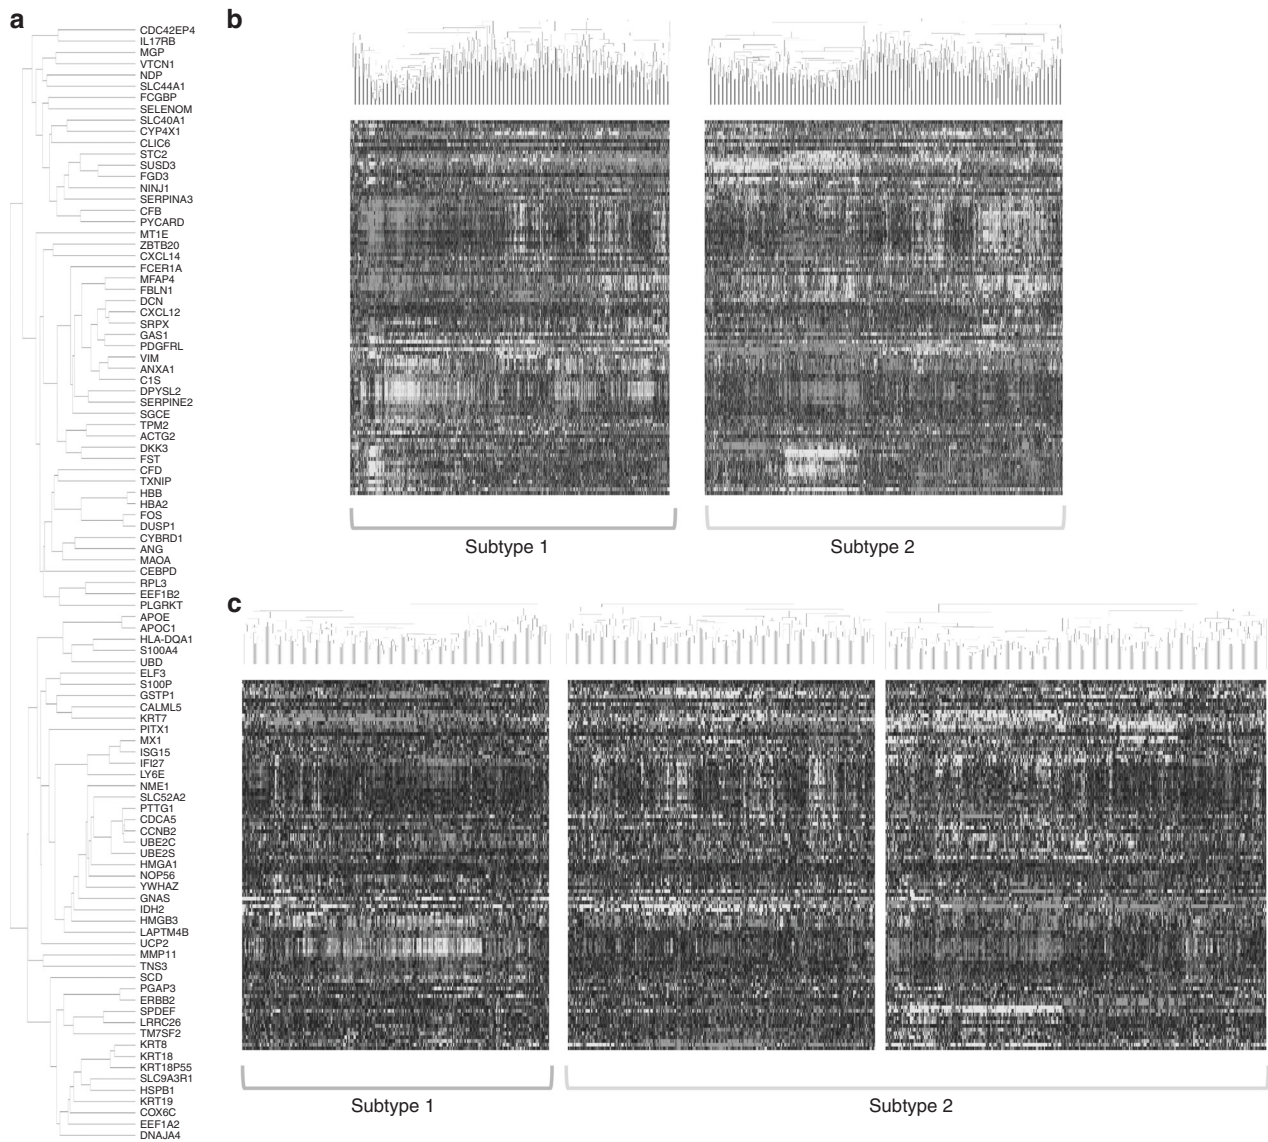 a
CDC42EP4
IL17RB
MGP
VTCN1
NDP
SLC44A1
FCGBP
SELENOM
SLC40A1
CYP4X1
CLIC6
STC2
SUSD3
FGD3
NINJ1
SERPINA3
CFB
PYCARD
MT1E
ZBTB20
CXCL14
FCER1A
MFAP4
FBLN1
DCN
CXCL12
SRPX
GAS1
PDGFRL
VIM
ANXA1
C1S
DPYSL2
SERPINE2
SGCE
TPM2
ACTG2
DKK3
FST
CFD
TXNIP
HBB
HBA2
FOS
DUSP1
CYBRD1
ANG
MAOA
CEBPD
RPL3
EEF1B2
PLGRKT
APOE
APOC1
HLA-DQA1
S100A4
UBD
ELF3
S100P
GSTP1
CALML5
KRT7
PITX1
MX1
ISG15
IFI27
LY6E
NME1
SLC52A2
PTTG1
CDCA5
CCNB2
UBE2C
UBE2S
HMGA1
NOP56
YWHAZ
GNAS
IDH2
HMGB3
LAPTM4B
UCP2
MMP11
TNS3
SCD
PGAP3
ERBB2
SPDEF
LRRC26
TM7SF2
KRT8
KRT18
KRT18P55
SLC9A3R1
HSPB1
KRT19
COX6C
EEF1A2
DNAJA4
b
Subtype 1
Subtype 2
c
Subtype 1
Subtype 2